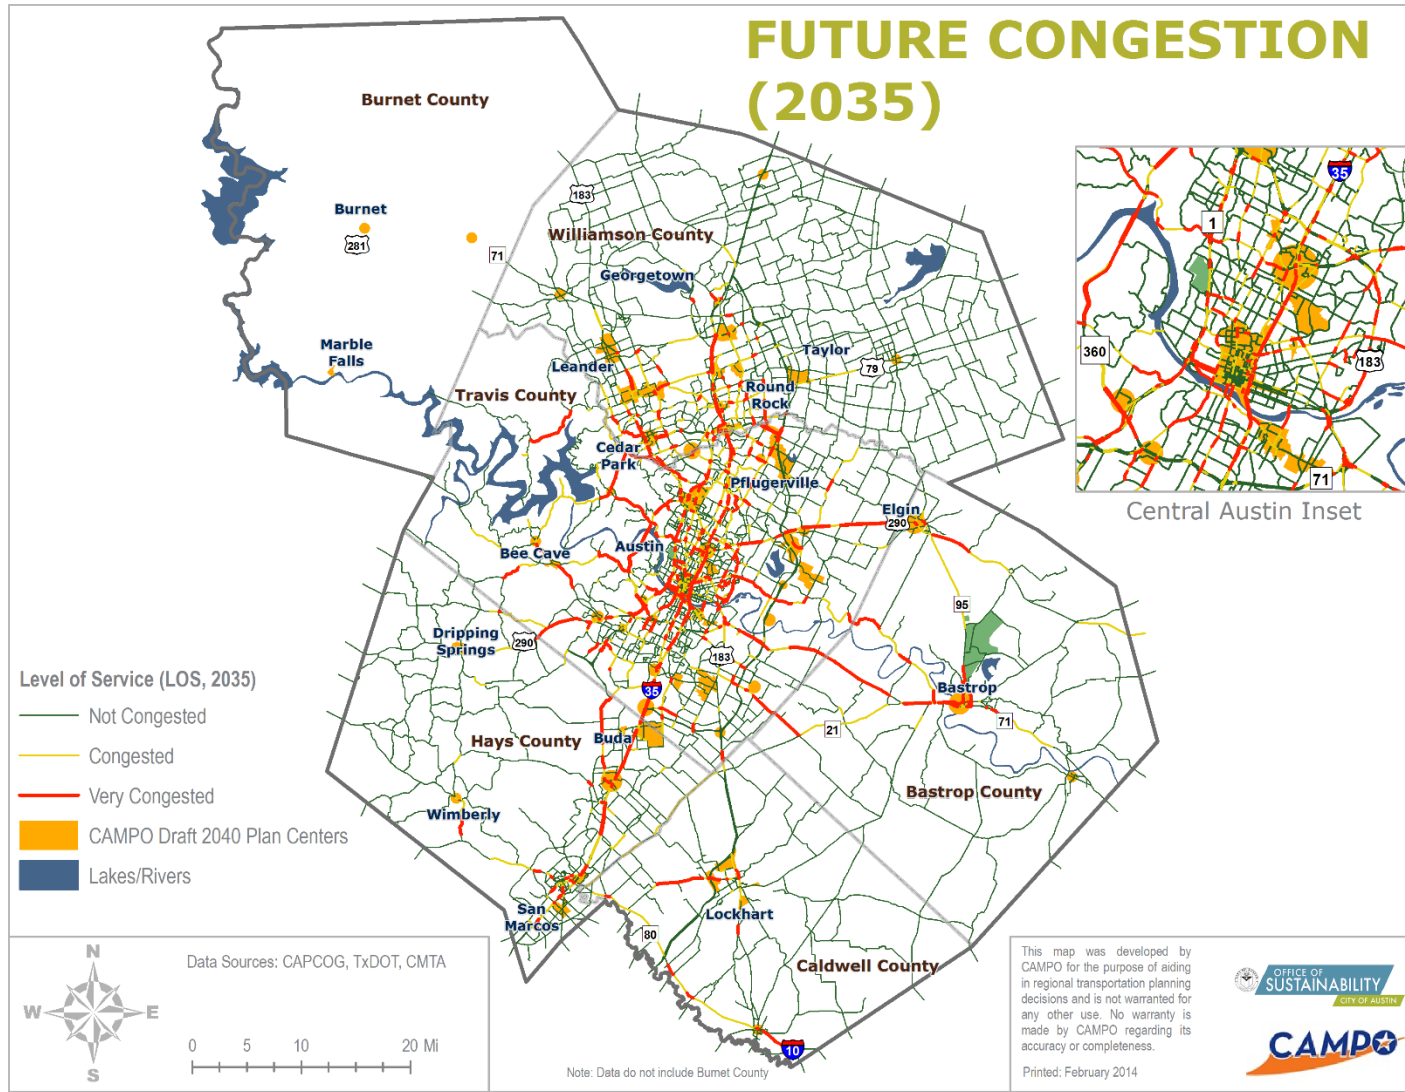 FUTURE CONGESTION
(2035)
Burnet County
183
35
1
Burnet
281
Williamson County
71
Georgetown
Marble
Falls
Taylor
79
360
183
Leander
Travis County
Round
Rock
Cedar
Park
Pflugerville
71
Central Austin Inset
Elgin
290
Austin
Bee Cave
95
Dripping
Springs
290
183
Level of Service (LOS, 2035)
Not Congested
Congested
Very Congested
CAMPO Draft 2040 Plan Centers
Lakes/Rivers
35
Bastrop
71
21
Hays County
Buda
Bastrop County
Wimberly
San
Marcos
Lockhart
80
Caldwell County
10
N
W
E
S
Data Sources: CAPCOG, TxDOT, CMTA
0 5 10 20 Mi
Note: Data do not include Burnet County
This map was developed by
CAMPO for the purpose of aiding
in regional transportation planning
decisions and is not warranted for
any other use. No warranty is
made by CAMPO regarding its
accuracy or completeness.
Printed: February 2014
OFFICE OF
SUSTAINABILITY
CITY OF AUSTIN
CAMPO